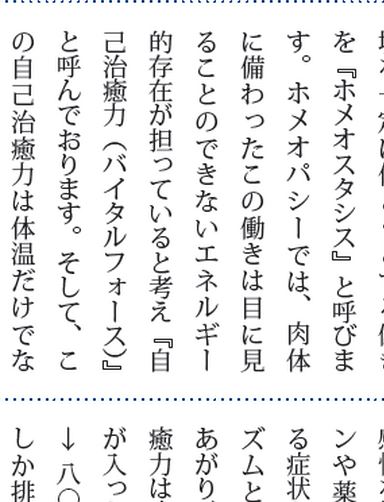 を『ホメオスタシス』と呼びま
す。ホメオパシーでは、肉体
に備わったこの働きは目に見
ることのできないエネルギー
的存在が担っていると考え『自
己治癒力（バイタルフォース）』
と呼んでおります。そして、こ
の自己治癒力は体温だけでな
ンや薬
る症状
ズムと
あがり
癒力は
が入っ
→八〇
しか排